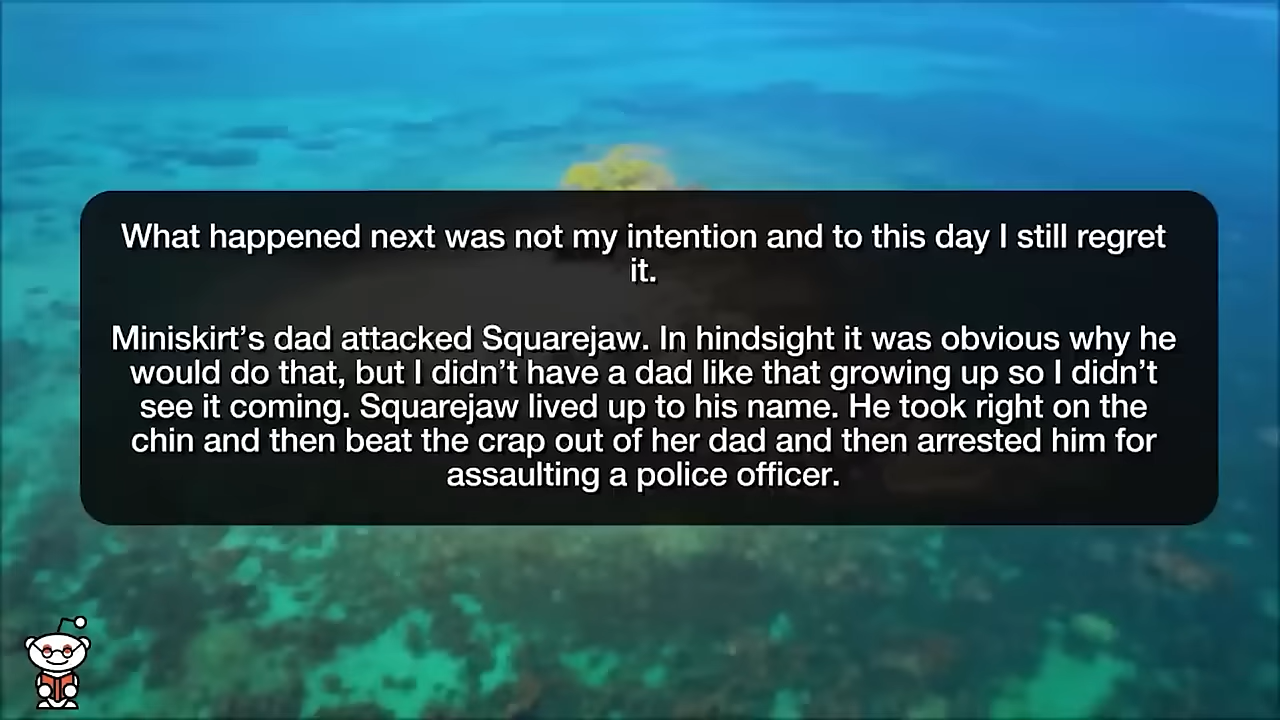 What happened next was not my intention and to this day I still regret
it.
Miniskirt’s dad attacked Squarejaw. In hindsight it was obvious why he
would do that, but I didn’t have a dad like that growing up so I didn’t
see it coming. Squarejaw lived up to his name. He took right on the
chin and then beat the crap out of her dad and then arrested him for
assaulting a police officer.